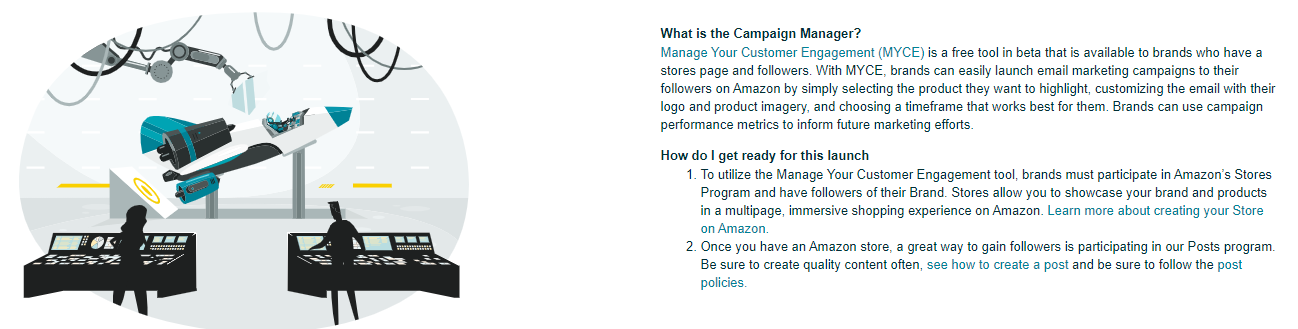 What is the Campaign Manager?
Manage Your Customer Engagement (MYCE) is a free tool in beta that is available to brands who have a
stores page and followers. With MYCE, brands can easily launch email marketing campaigns to their
followers on Amazon by simply selecting the product they want to highlight, customizing the email with their
logo and product imagery, and choosing a timeframe that works best for them. Brands can use campaign
performance metrics to inform future marketing efforts.
How do I get ready for this launch
1. To utilize the Manage Your Customer Engagement tool, brands must participate in Amazon's Stores
Program and have followers of their Brand. Stores allow you to showcase your brand and products
in a multipage, immersive shopping experience on Amazon. Learn more about creating your Store
on Amazon.
2. Once you have an Amazon store, a great way to gain followers is participating in our Posts program.
Be sure to create quality content often, see how to create a post and be sure to follow the post
policies.